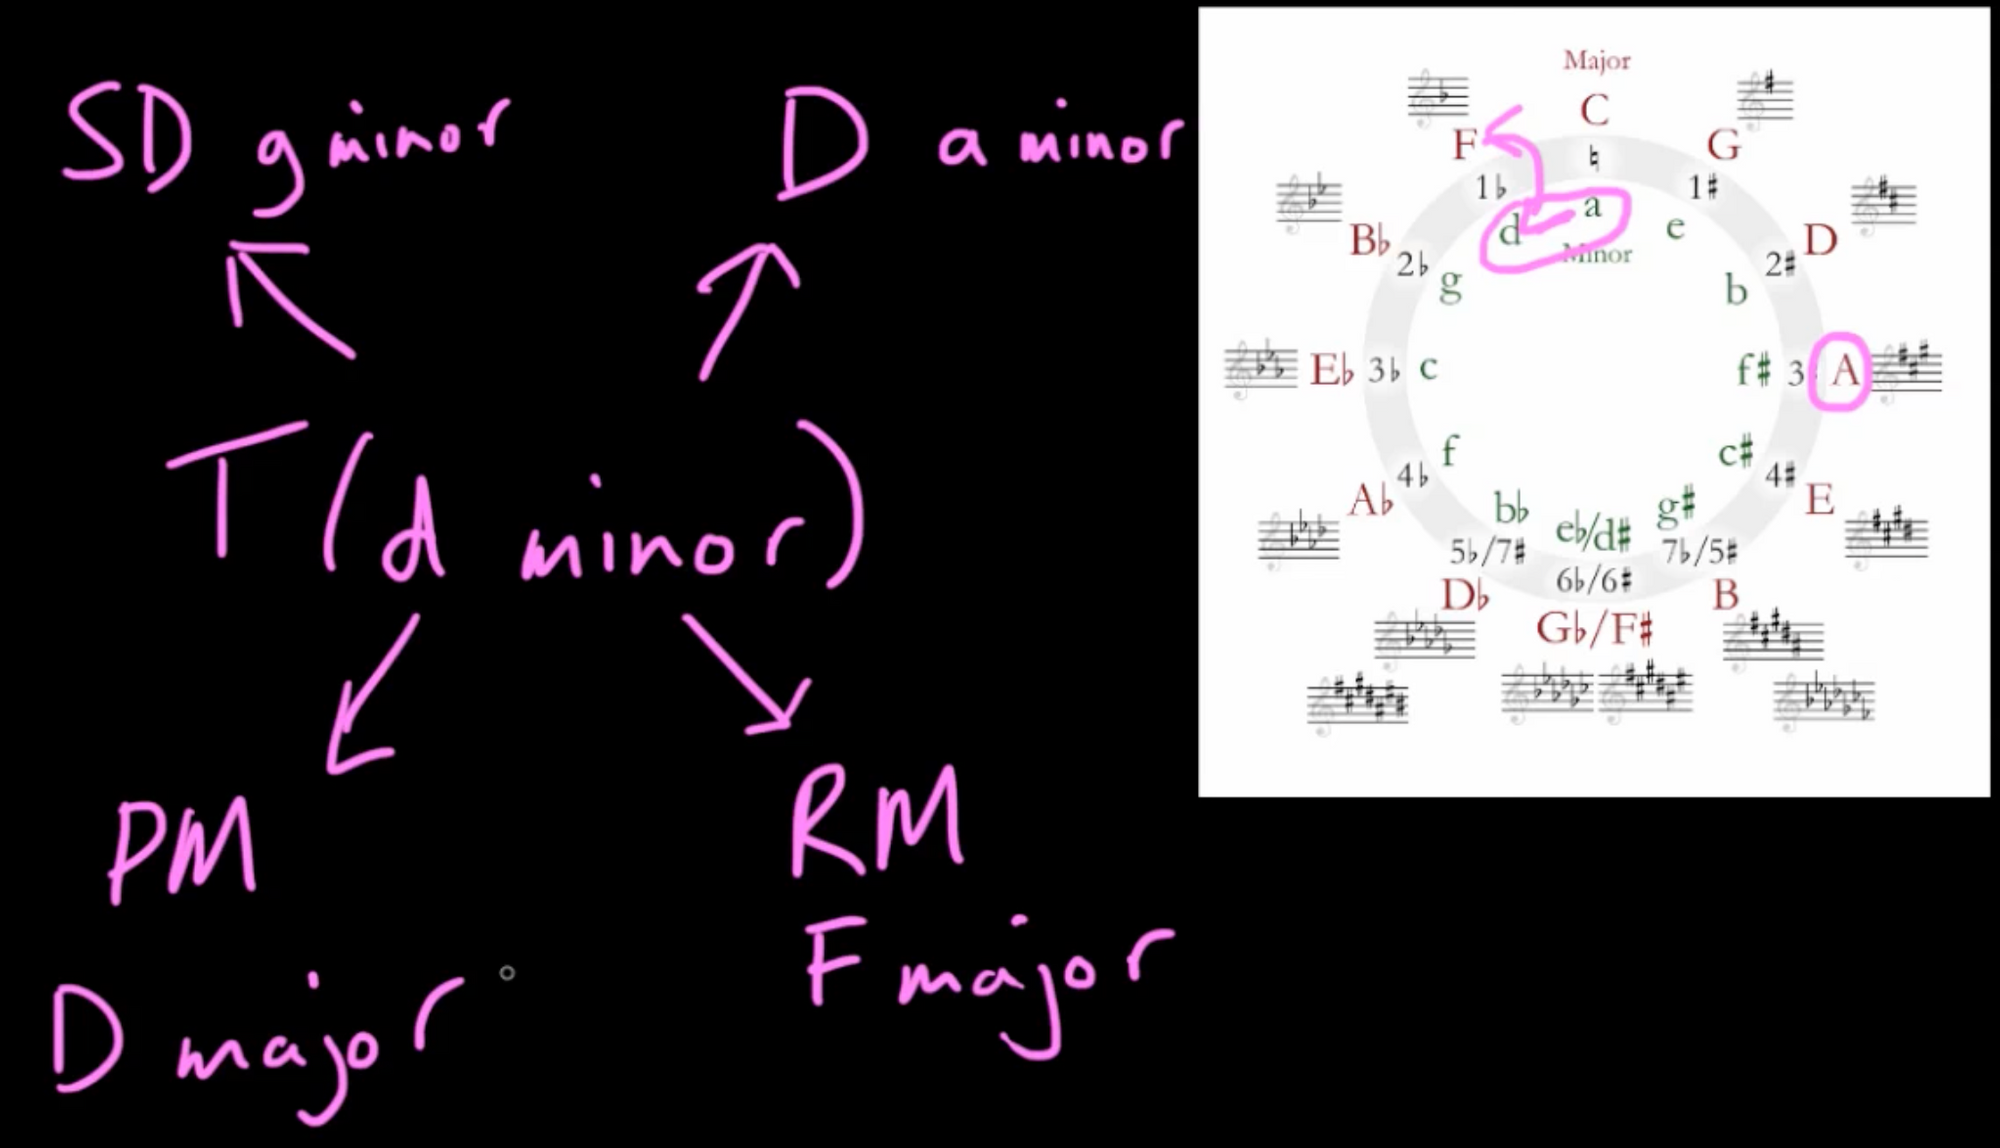 SD g minor
D a minor
T (d minor)
PM
D major
RM
F major
Major
C
F
G
♮
1♭
1♯
a
d
e
Minor
B♭
D
2♭
2♯
g
b
E♭
3♭
c
f♯
3
A
f
c♯
4♭
4♯
A♭
E
b♭
e♭/d♯
g♯
5♭/7♯
6♭/6♯
7♭/5♯
D♭
G♭/F♯
B